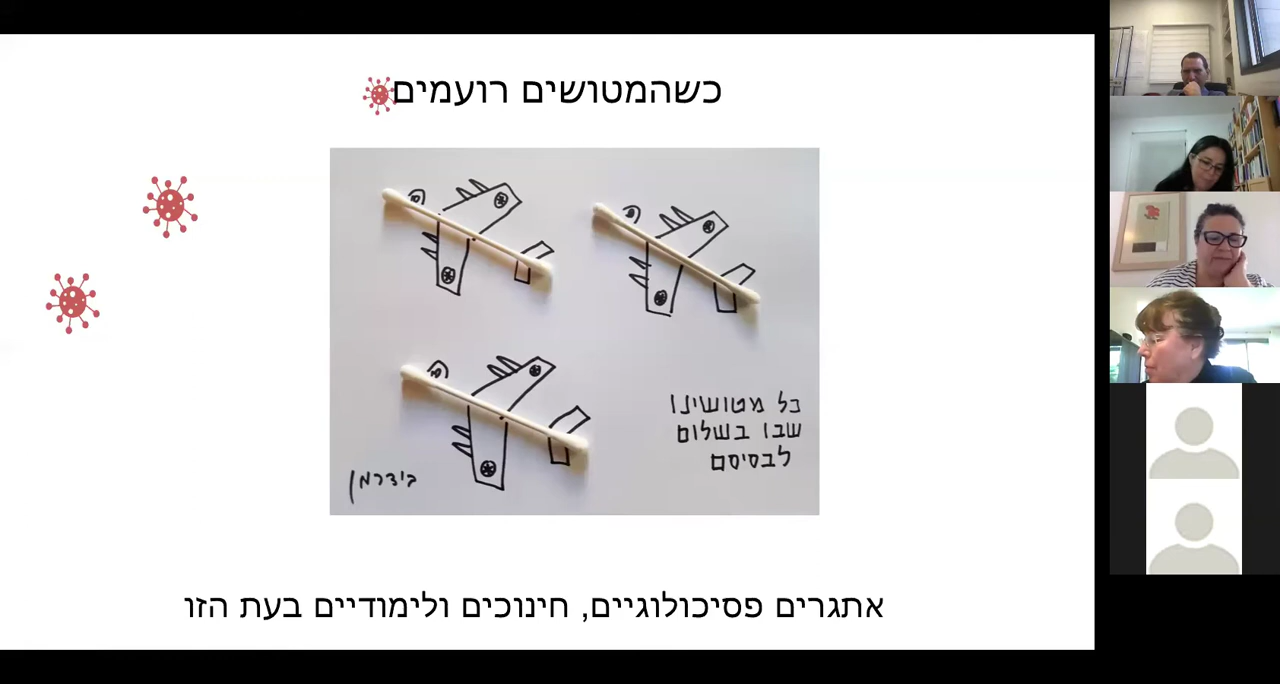 כשהמטושים רועמים
כל מטושינו
שבו בשלום
לבסיסם
בידרמן
אתגרים פסיכולוגיים, חינוכים ולימודיים בעת הזו